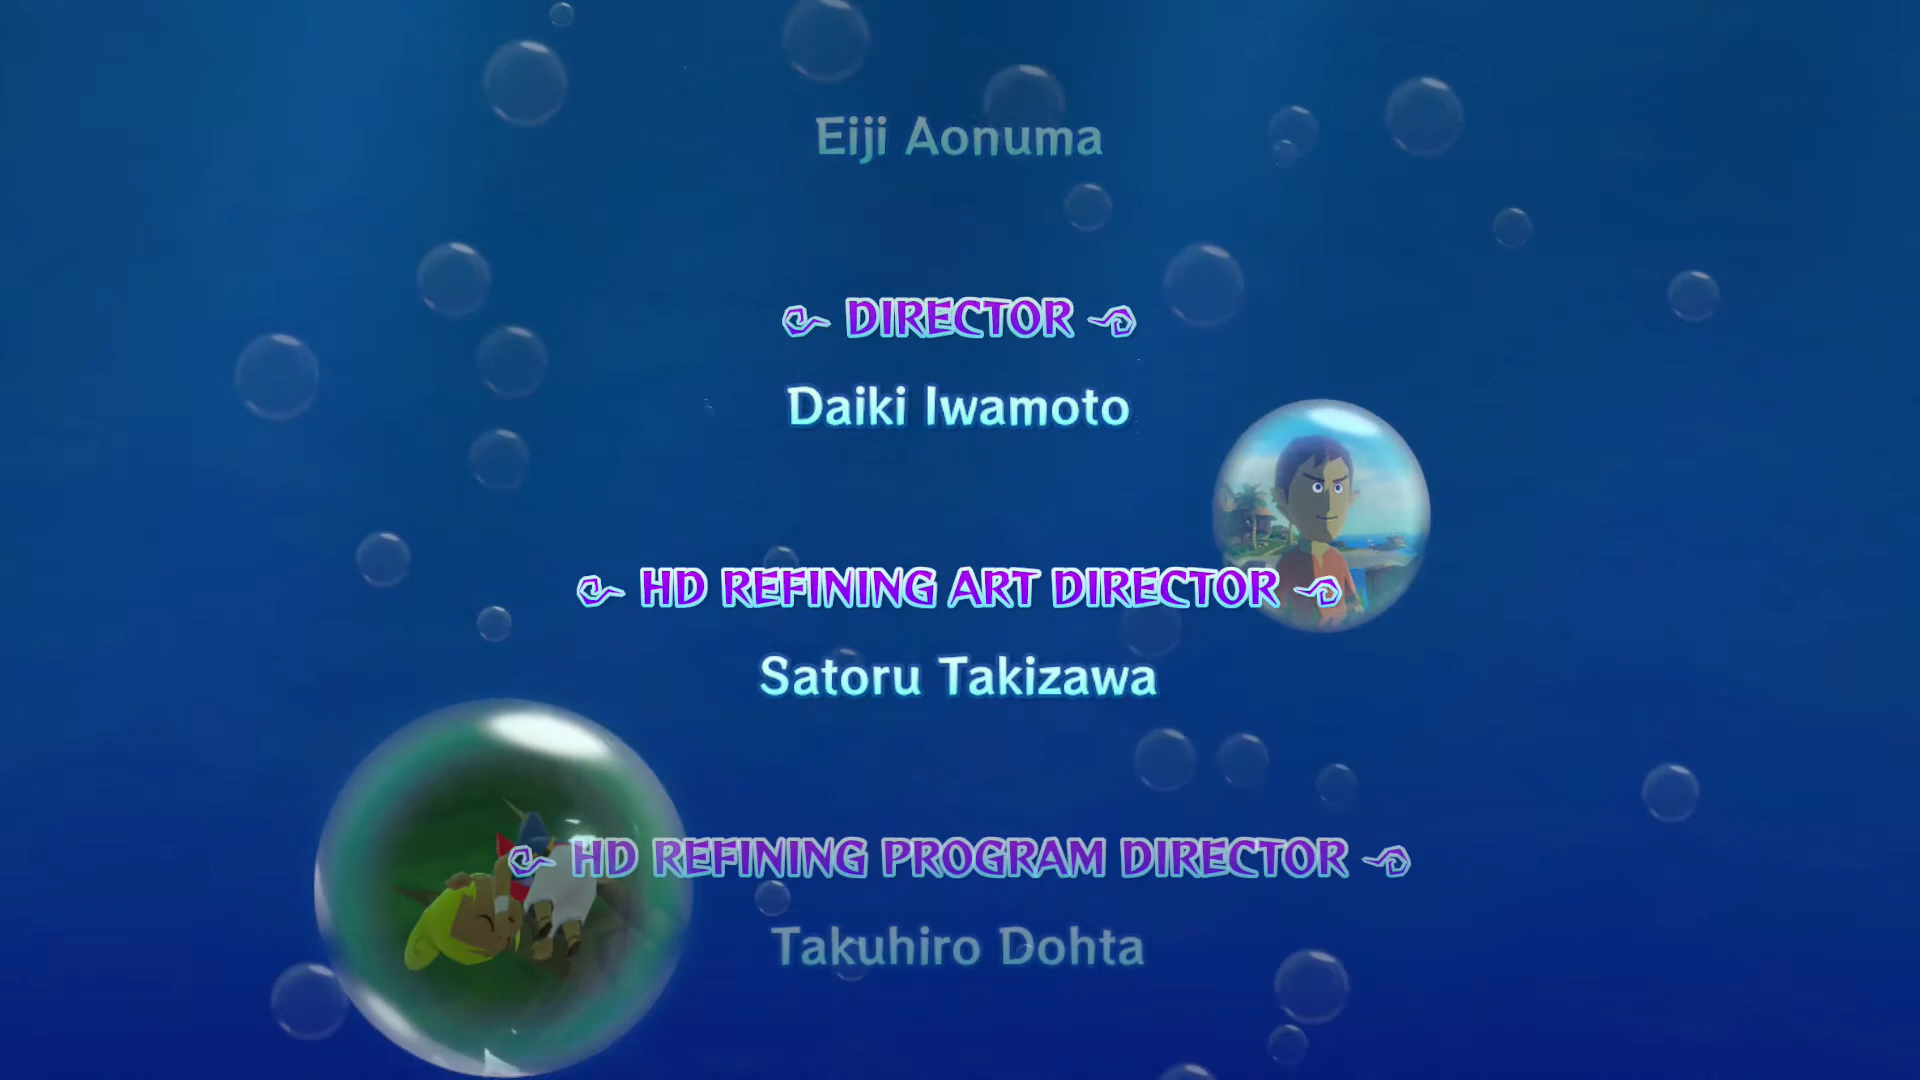 Eiji Aonuma
DIRECTOR
Daiki Iwamoto
HD REFINING ART DIRECTOR
Satoru Takizawa
HD REFINING PROGRAM DIRECTOR
Takuhiro Dohta